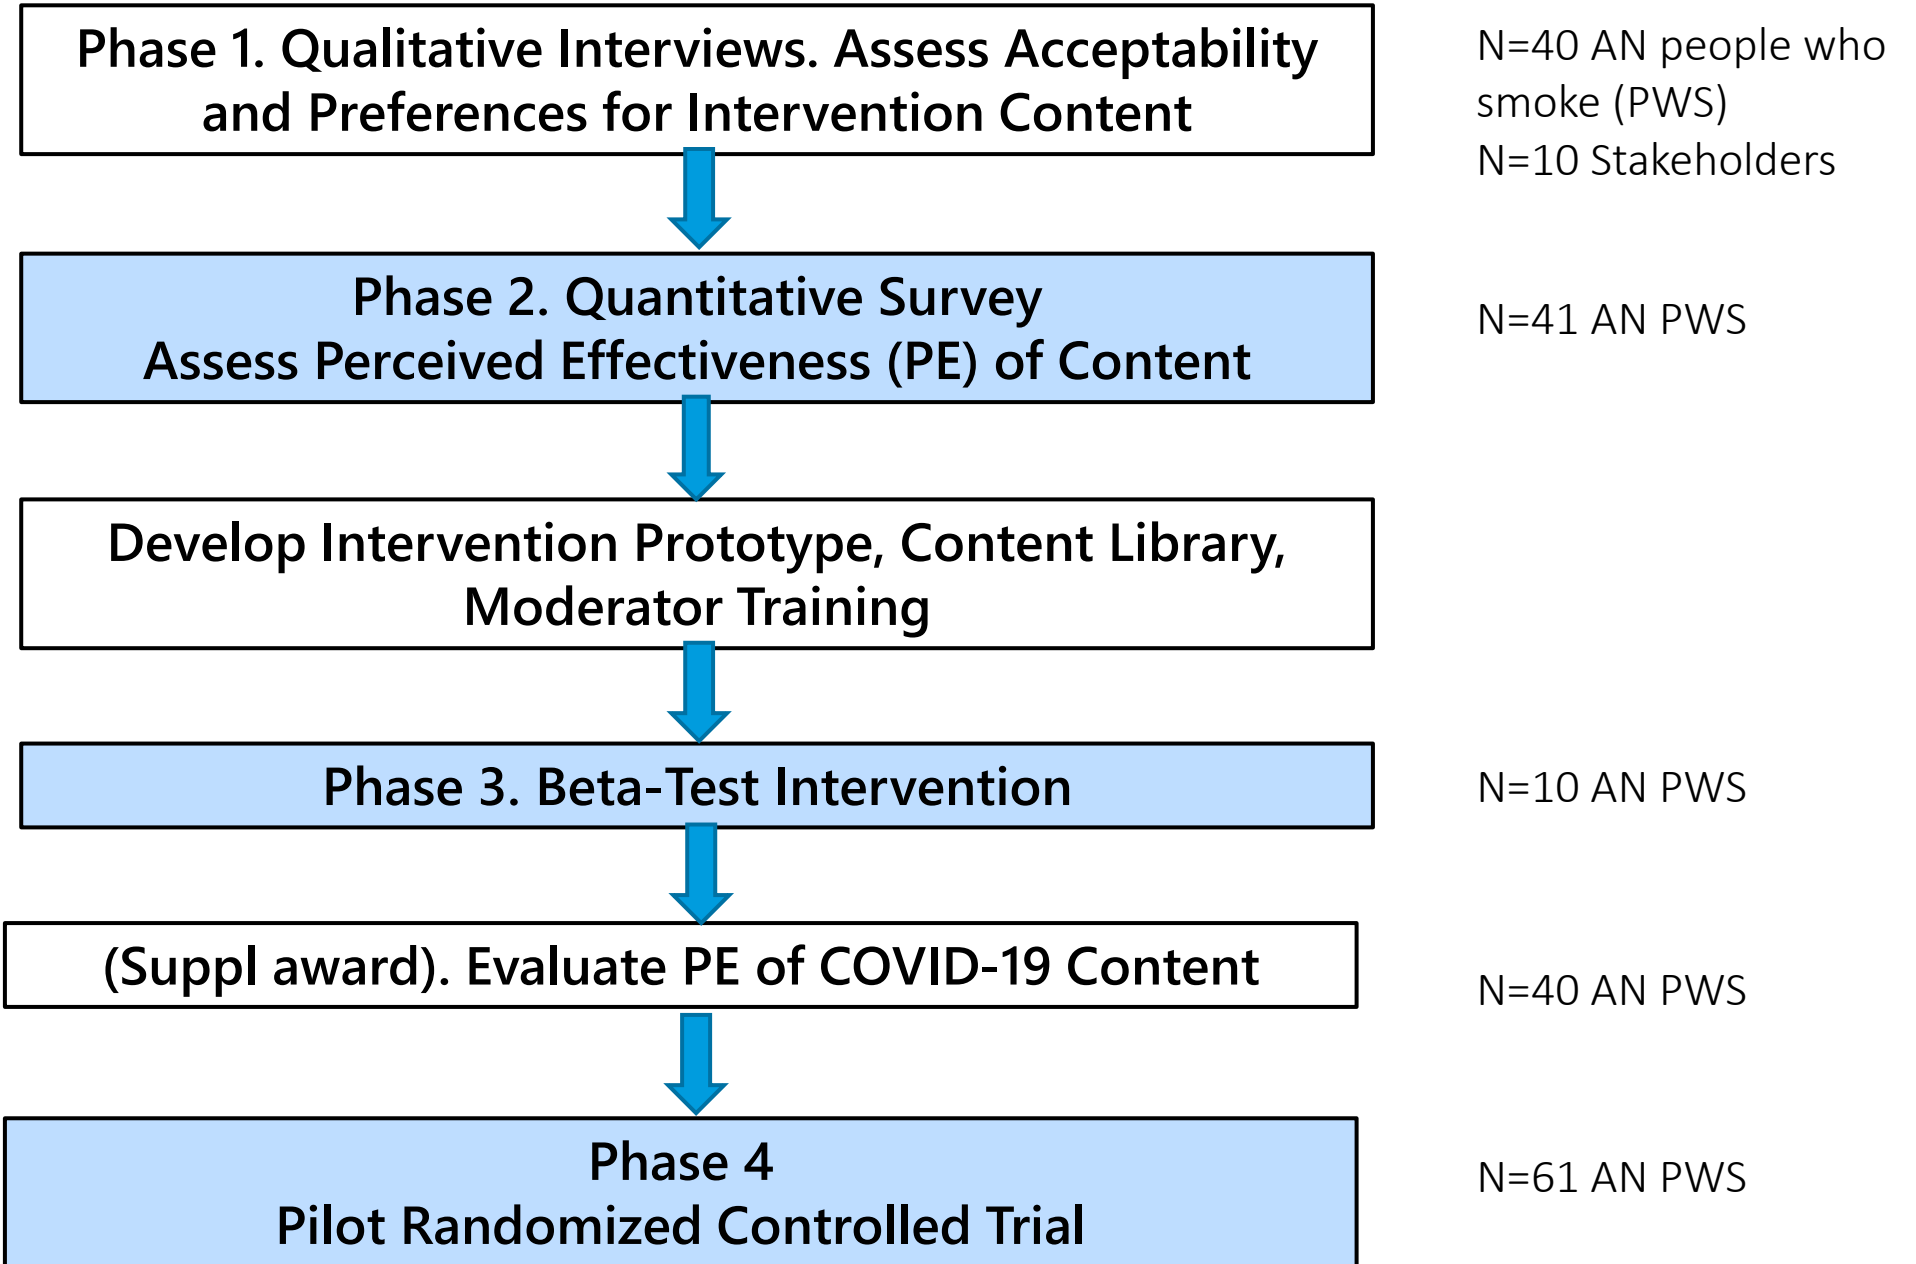 Phase 1. Qualitative Interviews. Assess Acceptability
and Preferences for Intervention Content
N=40 AN people who
smoke (PWS)
N=10 Stakeholders
Phase 2. Quantitative Survey
Assess Perceived Effectiveness (PE) of Content
N=41 AN PWS
Develop Intervention Prototype, Content Library,
Moderator Training
Phase 3. Beta-Test Intervention
N=10 AN PWS
(Suppl award). Evaluate PE of COVID-19 Content
N=40 AN PWS
Phase 4
Pilot Randomized Controlled Trial
N=61 AN PWS